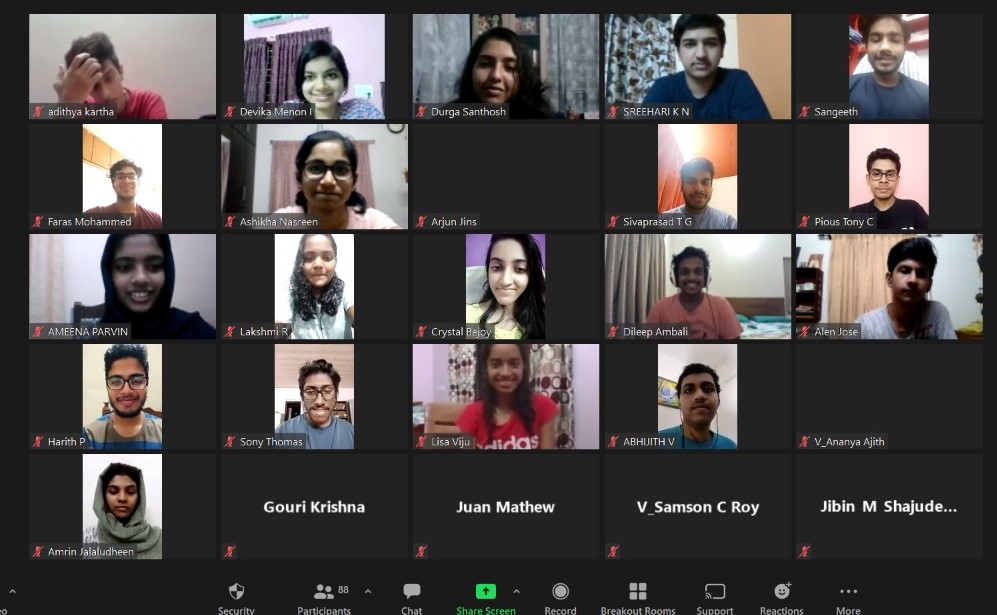 adithya kartha
Devika Menon I
Durga Santhosh
SREEHARI K N
Sangeeth
Faras Mohammed
Ashikha Nasreen
Arjun Jins
Sivaprasad T G
Pious Tony C
AMEENA PARVIN
Lakshmi R
Crystal Bejoy
Dileep Ambali
Alen Jose
Harith P
Sony Thomas
adidas
Lisa Viju
ABHIJITH V
V_Ananya Ajith
Amrin Jalaludheen
Gouri Krishna
Juan Mathew
V_Samson C Roy
Jibin M Shajude...
88
Security
Participants
Chat
Share Screen
Record
Breakout Rooms
Support
Reactions
More